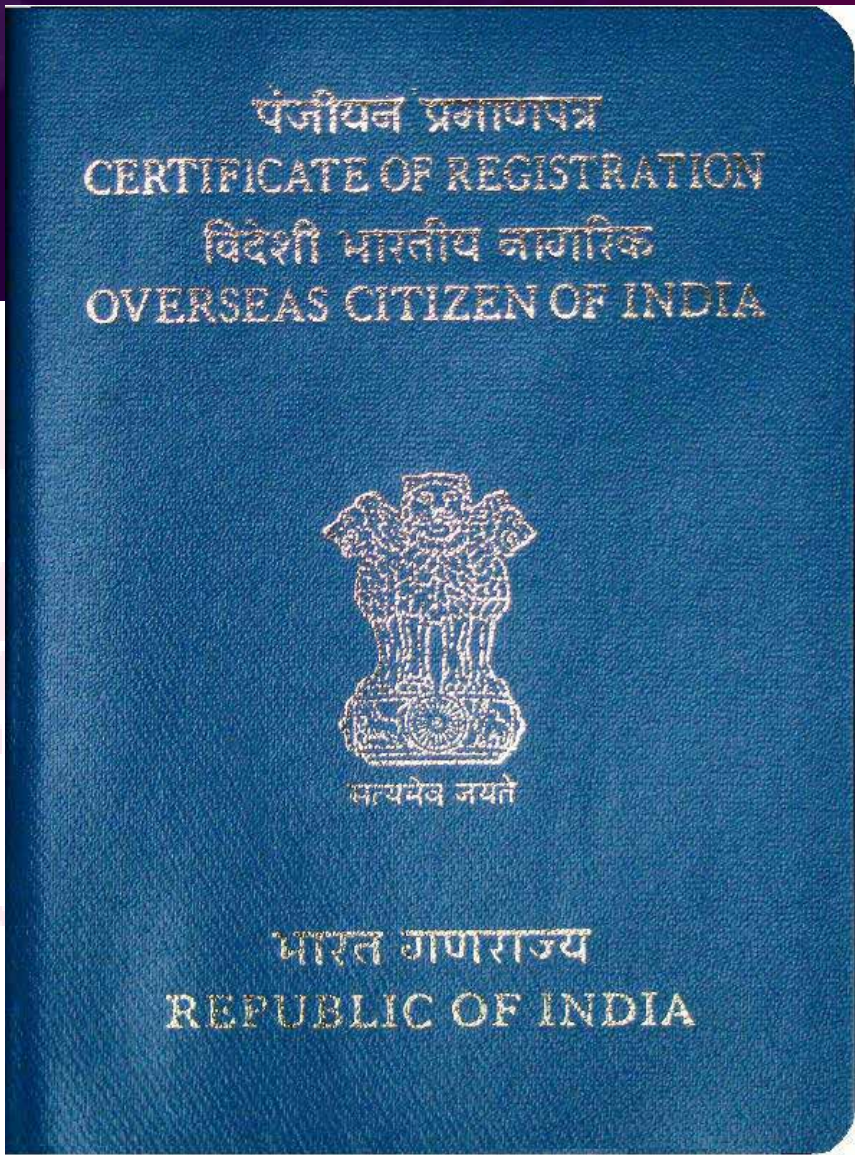 पंजीयन प्रमाणपत्र
CERTIFICATE OF REGISTRATION
विदेशी भारतीय नागरिक
OVERSEAS CITIZEN OF INDIA
सत्यमेव जयते
भारत गणराज्य
REPUBLIC OF INDIA